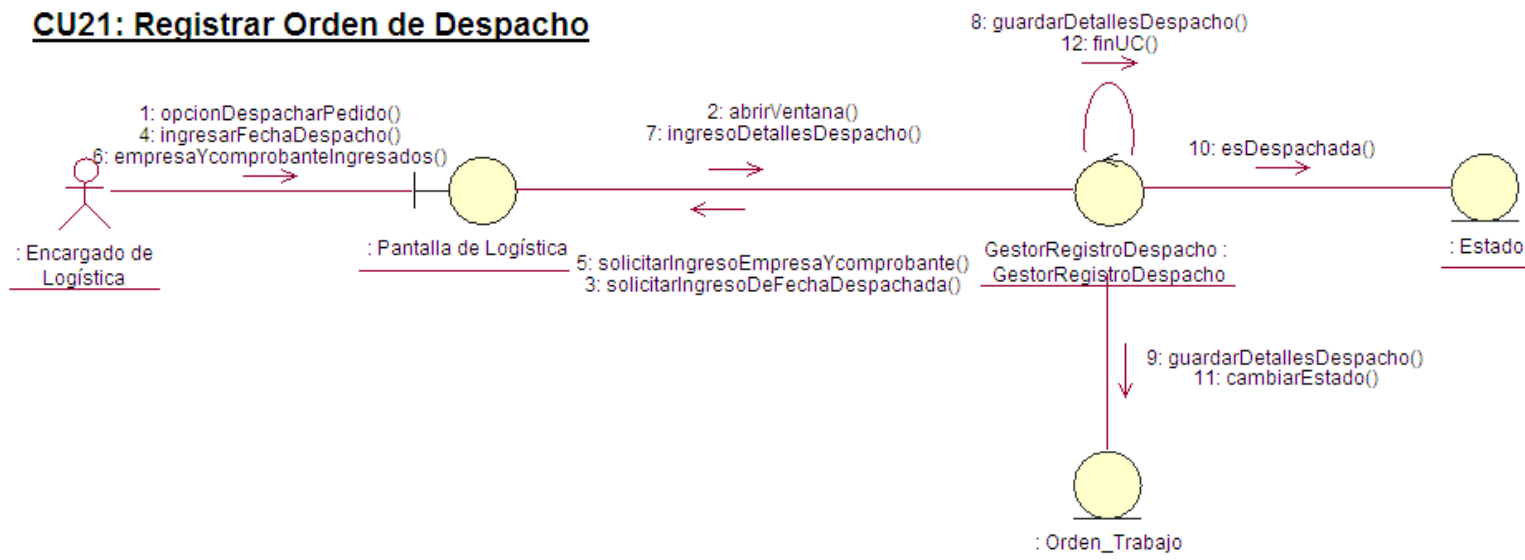 CU21: Registrar Orden de Despacho
8: guardarDetallesDespacho()
12: finUC()
1: opcionDespacharPedido()
4: ingresarFechaDespacho()
6: empresaYcomprobanteIngresados()
2: abrirVentana()
7: ingresoDetallesDespacho()
10: esDespachada()
: Encargado de
Logística
: Pantalla de Logística
5: solicitarIngresoEmpresaYcomprobante()
3: solicitarIngresoDeFechaDespachada()
GestorRegistroDespacho :
GestorRegistroDespacho
: Estado
9: guardarDetallesDespacho()
11: cambiarEstado()
: Orden_Trabajo